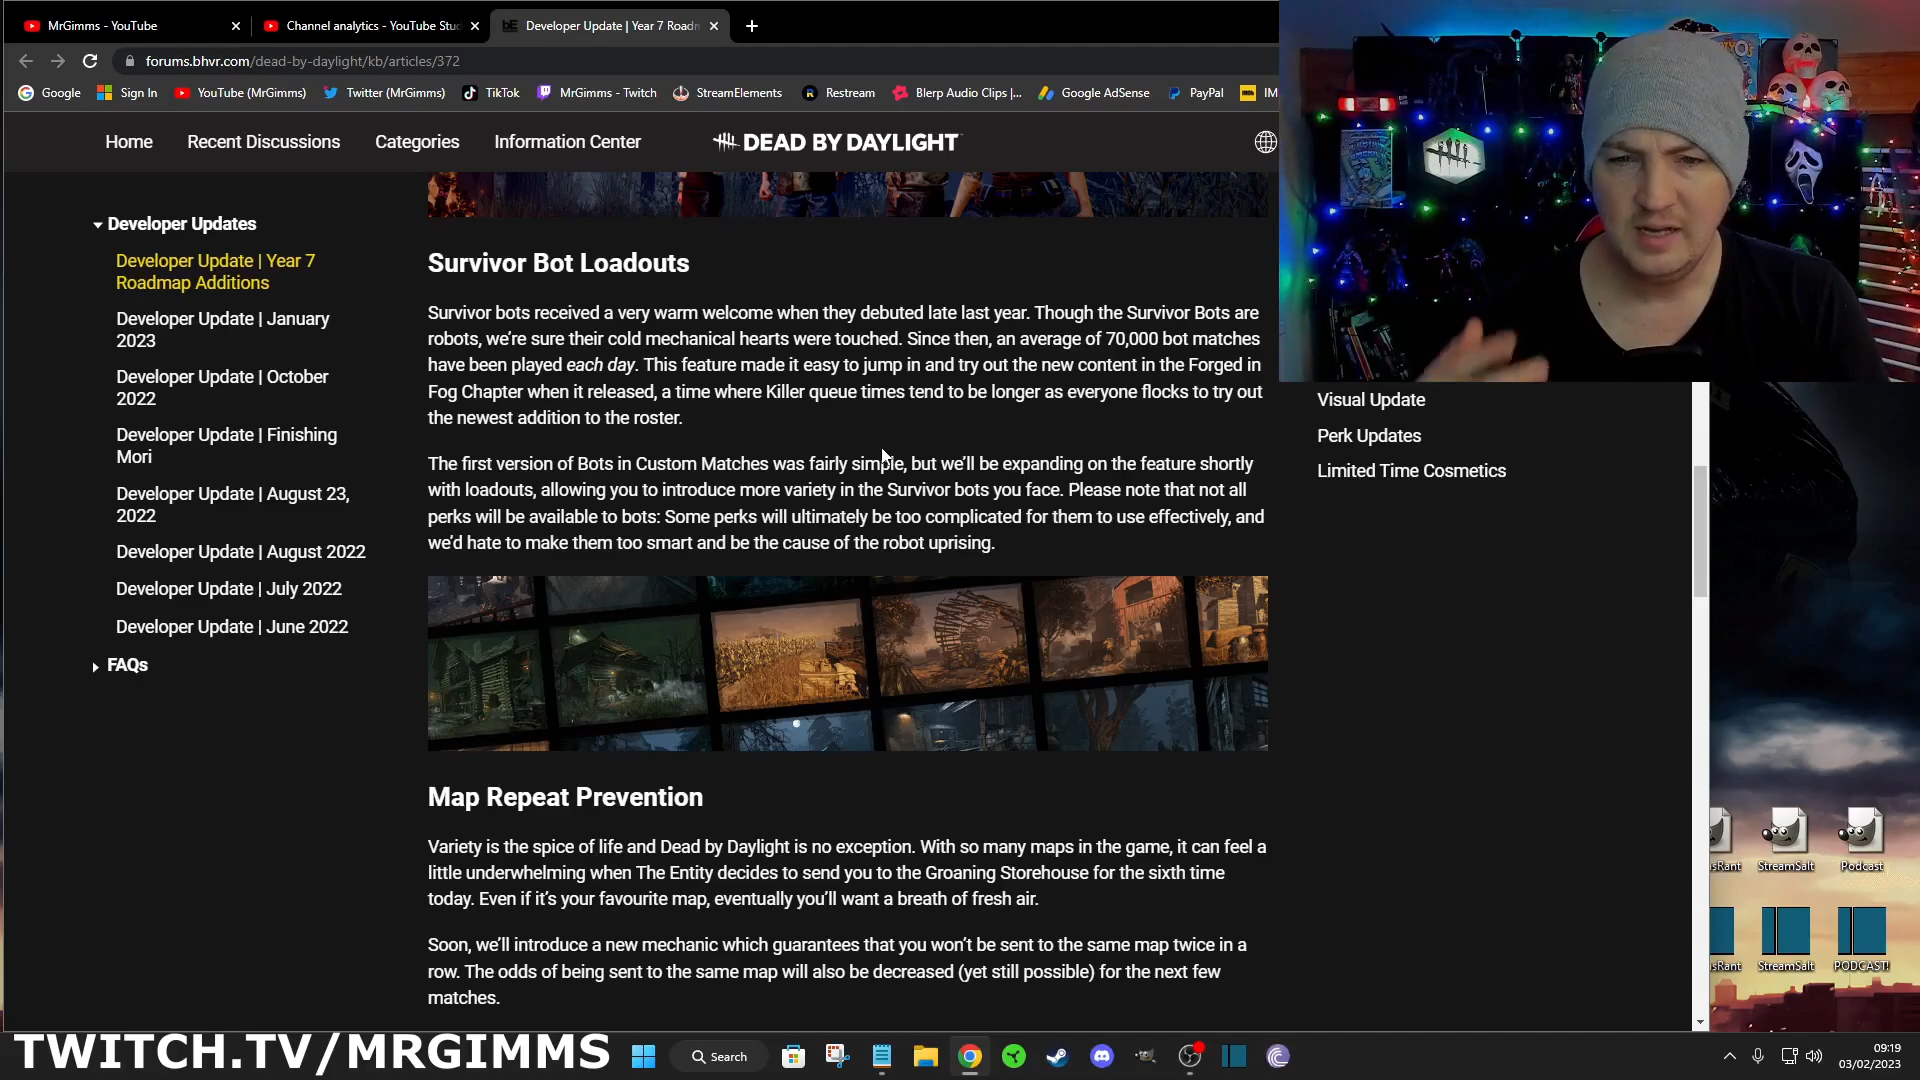 MrGimms - YouTube
Channel analytics - YouTube Stud
Developer Update | Year 7 Roadm
forums.bhvr.com/dead-by-daylight/kb/articles/372
Google
Sign In
YouTube (MrGimms)
Twitter (MrGimms)
TikTok
MrGimms - Twitch
StreamElements
Restream
Blerp Audio Clips |...
Google AdSense
PayPal
IM
Home
Recent Discussions
Categories
Information Center
DEAD BY DAYLIGHT
Developer Updates
Developer Update | Year 7
Roadmap Additions
Developer Update | January
2023
Developer Update | October
2022
Developer Update | Finishing
Mori
Developer Update | August 23,
2022
Developer Update | August 2022
Developer Update | July 2022
Developer Update | June 2022
FAQs
Survivor Bot Loadouts
Survivor bots received a very warm welcome when they debuted late last year. Though the Survivor Bots are
robots, we're sure their cold mechanical hearts were touched. Since then, an average of 70,000 bot matches
have been played each day. This feature made it easy to jump in and try out the new content in the Forged in
Fog Chapter when it released, a time where Killer queue times tend to be longer as everyone flocks to try out
the newest addition to the roster.
The first version of Bots in Custom Matches was fairly simple, but we'll be expanding on the feature shortly
with loadouts, allowing you to introduce more variety in the Survivor bots you face. Please note that not all
perks will be available to bots: Some perks will ultimately be too complicated for them to use effectively, and
we'd hate to make them too smart and be the cause of the robot uprising.
Map Repeat Prevention
Variety is the spice of life and Dead by Daylight is no exception. With so many maps in the game, it can feel a
little underwhelming when The Entity decides to send you to the Groaning Storehouse for the sixth time
today. Even if it's your favourite map, eventually you'll want a breath of fresh air.
Soon, we'll introduce a new mechanic which guarantees that you won't be sent to the same map twice in a
row. The odds of being sent to the same map will also be decreased (yet still possible) for the next few
matches.
Visual Update
Perk Updates
Limited Time Cosmetics
sRant
StreamSalt
Podcast
sRant
StreamSalt
PODCAST!
TWITCH.TV/MRGIMMS
Search
09:19
03/02/2023